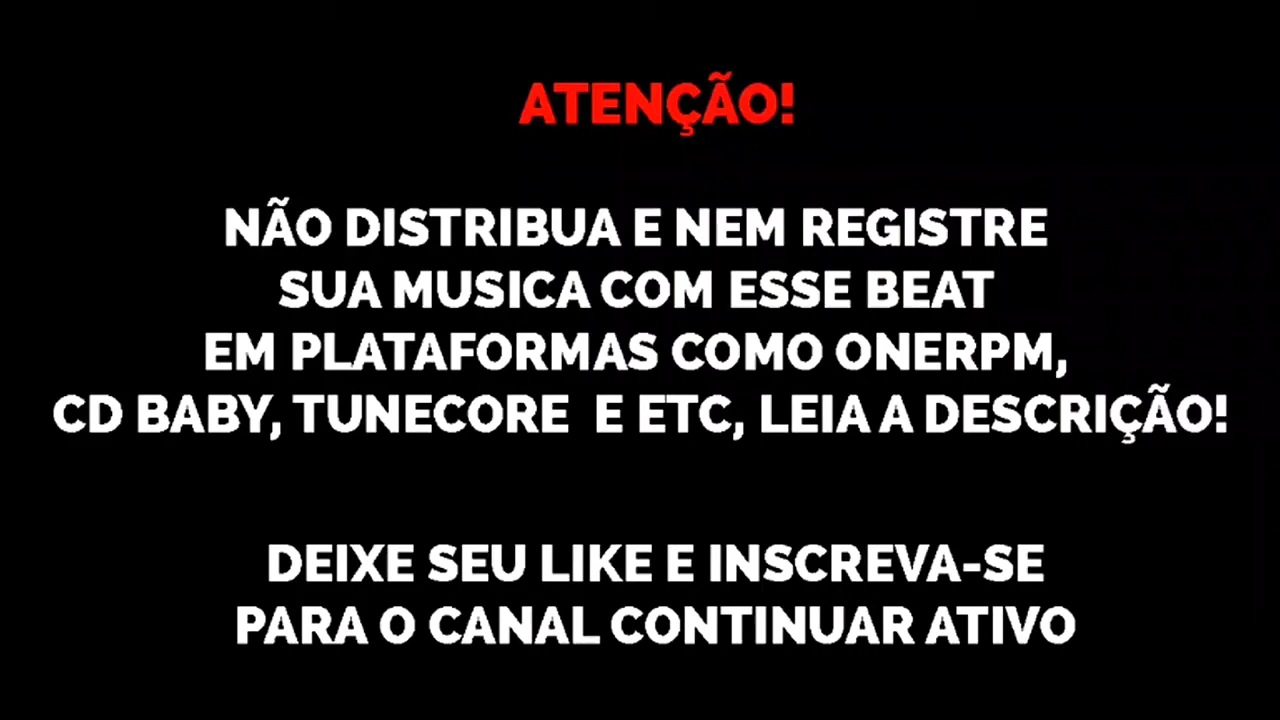 ATENÇÃO!
NÃO DISTRIBUA E NEM REGISTRE
SUA MUSICA COM ESSE BEAT
EM PLATAFORMAS COMO ONERPM,
CD BABY, TUNECORE E ETC, LEIA A DESCRIÇÃO!
DEIXE SEU LIKE E INSCREVA-SE
PARA O CANAL CONTINUAR ATIVO